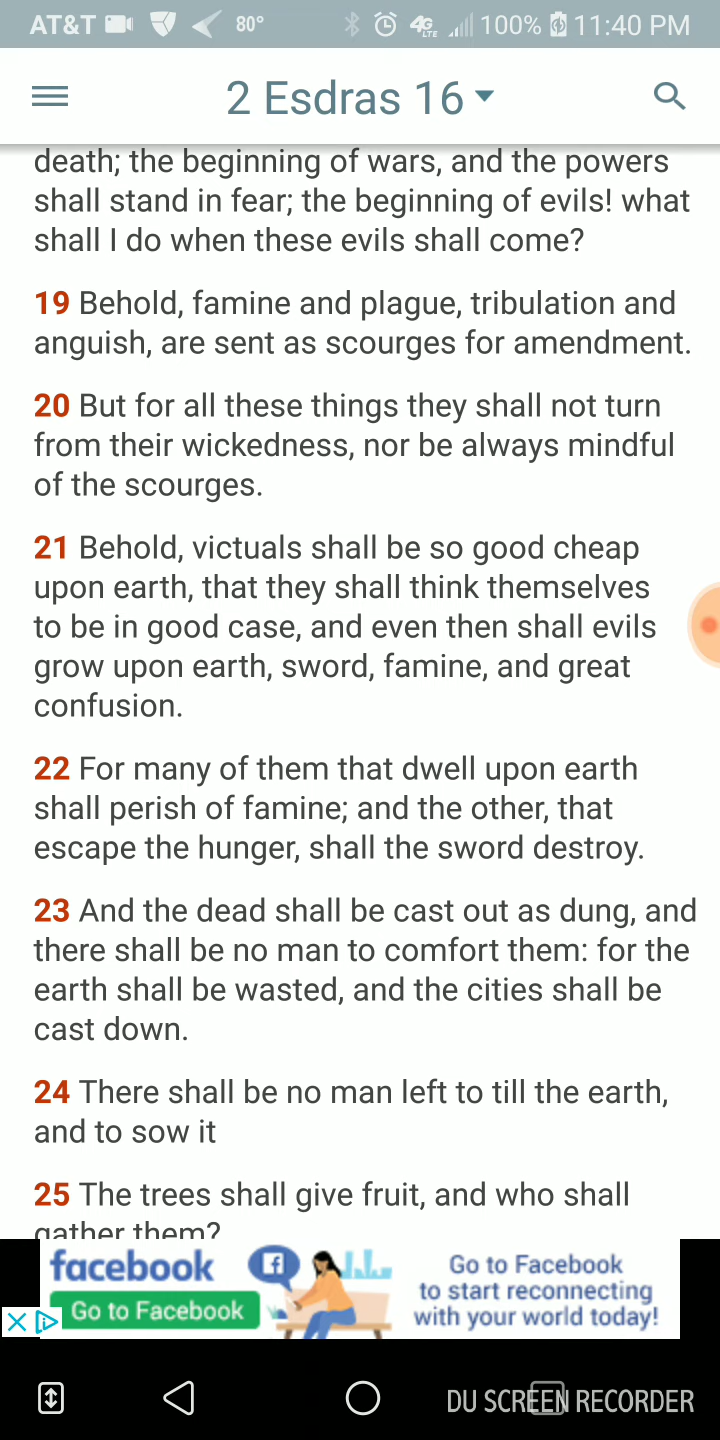 AT&T 80° 4G LTE 100% 11:40 PM
2 Esdras 16
death; the beginning of wars, and the powers
shall stand in fear; the beginning of evils! what
shall I do when these evils shall come?
19 Behold, famine and plague, tribulation and
anguish, are sent as scourges for amendment.
20 But for all these things they shall not turn
from their wickedness, nor be always mindful
of the scourges.
21 Behold, victuals shall be so good cheap
upon earth, that they shall think themselves
to be in good case, and even then shall evils
grow upon earth, sword, famine, and great
confusion.
22 For many of them that dwell upon earth
shall perish of famine; and the other, that
escape the hunger, shall the sword destroy.
23 And the dead shall be cast out as dung, and
there shall be no man to comfort them: for the
earth shall be wasted, and the cities shall be
cast down.
24 There shall be no man left to till the earth,
and to sow it
25 The trees shall give fruit, and who shall
gather them?
facebook
Go to Facebook
Go to Facebook
to start reconnecting
with your world today!
DU SCREEN RECORDER